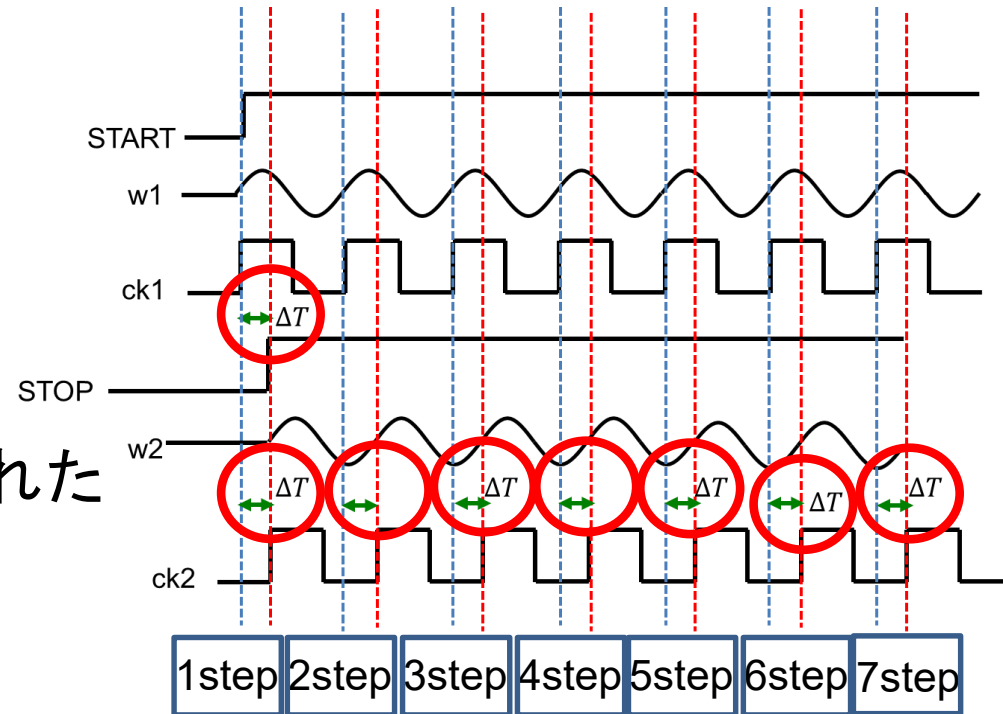 START
w1
ck1
ΔT
STOP
w2
れた
ΔT
ΔT
ΔT
ΔT
ΔT
ck2
1step
2step
3step
4step
5step
6step
7step